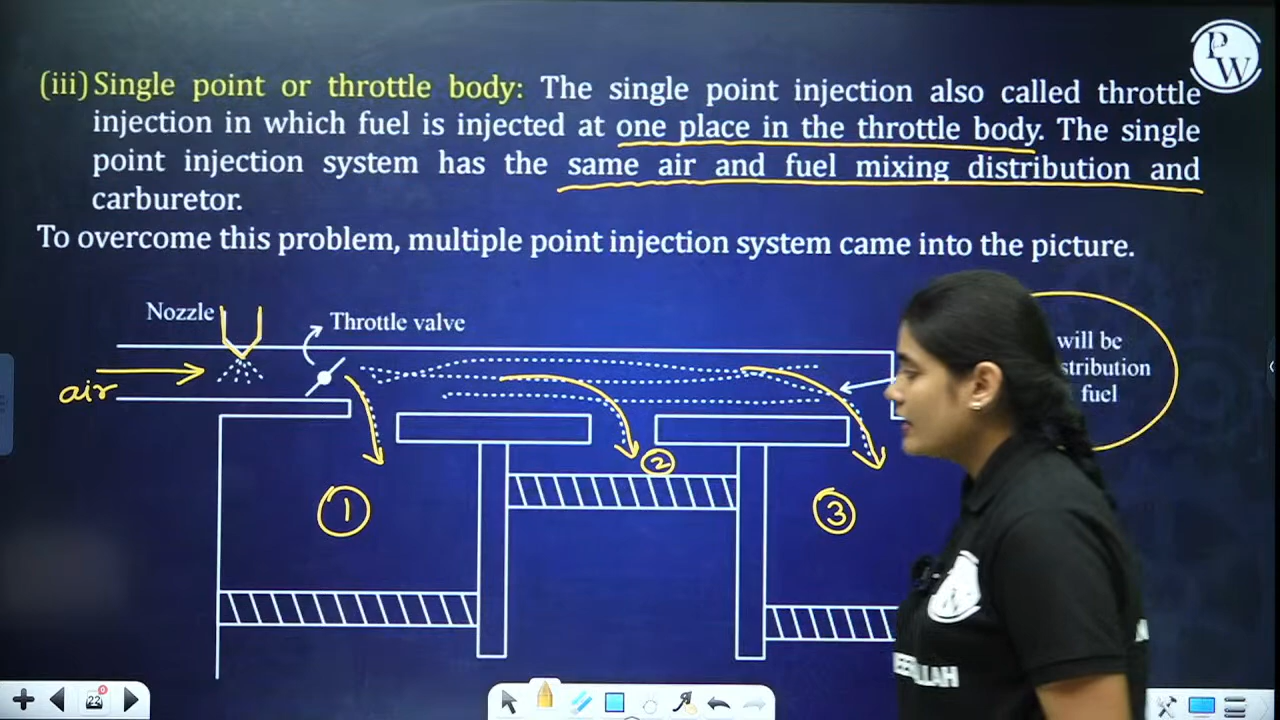 (iii) Single point or throttle body: The single point injection also called throttle
injection in which fuel is injected at one place in the throttle body. The single
point injection system has the same air and fuel mixing distribution and
carburetor.
To overcome this problem, multiple point injection system came into the picture.
PW
Nozzle
Throttle valve
will be
stribution
fuel
air
1
2
3
22